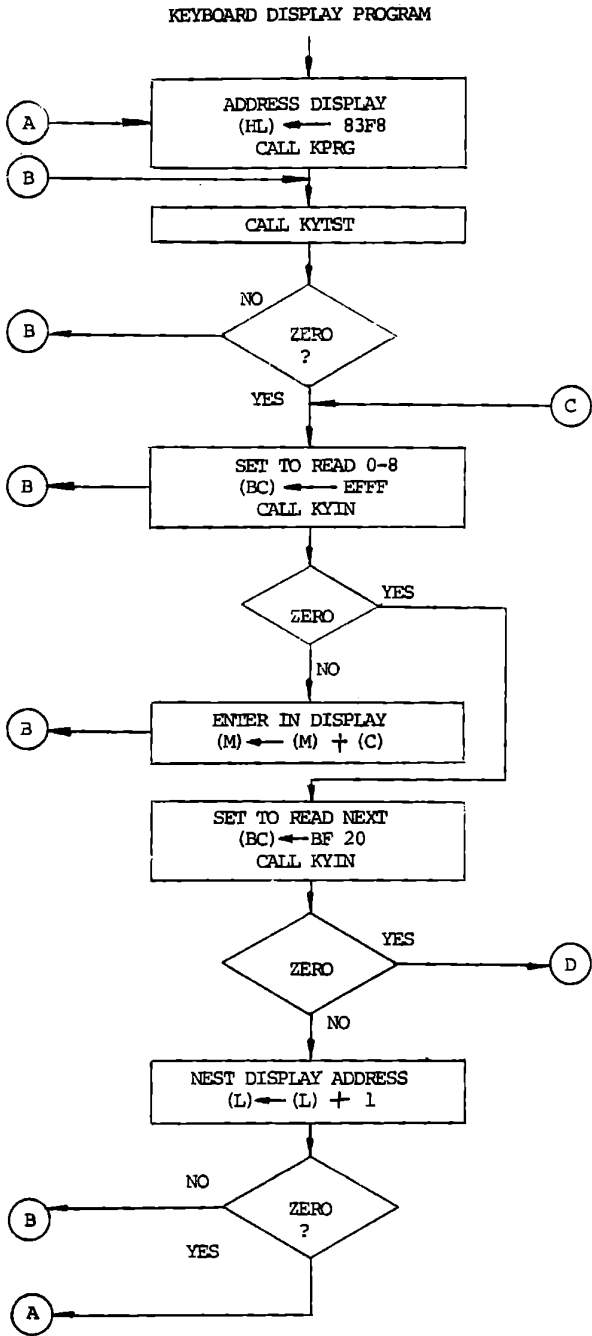 KEYBOARD DISPLAY PROGRAM
ADDRESS DISPLAY
(HL) ← 83F8
CALL KPRG
A
B
CALL KYTST
NO
B
ZERO
?
YES
C
SET TO READ 0-8
(BC) ← EFFF
CALL KYIN
B
YES
ZERO
NO
ENTER IN DISPLAY
(M) ← (M) + (C)
B
SET TO READ NEXT
(BC) ← BF 20
CALL KYIN
YES
ZERO
D
NO
NEST DISPLAY ADDRESS
(L) ← (L) + 1
NO
ZERO
?
B
YES
A